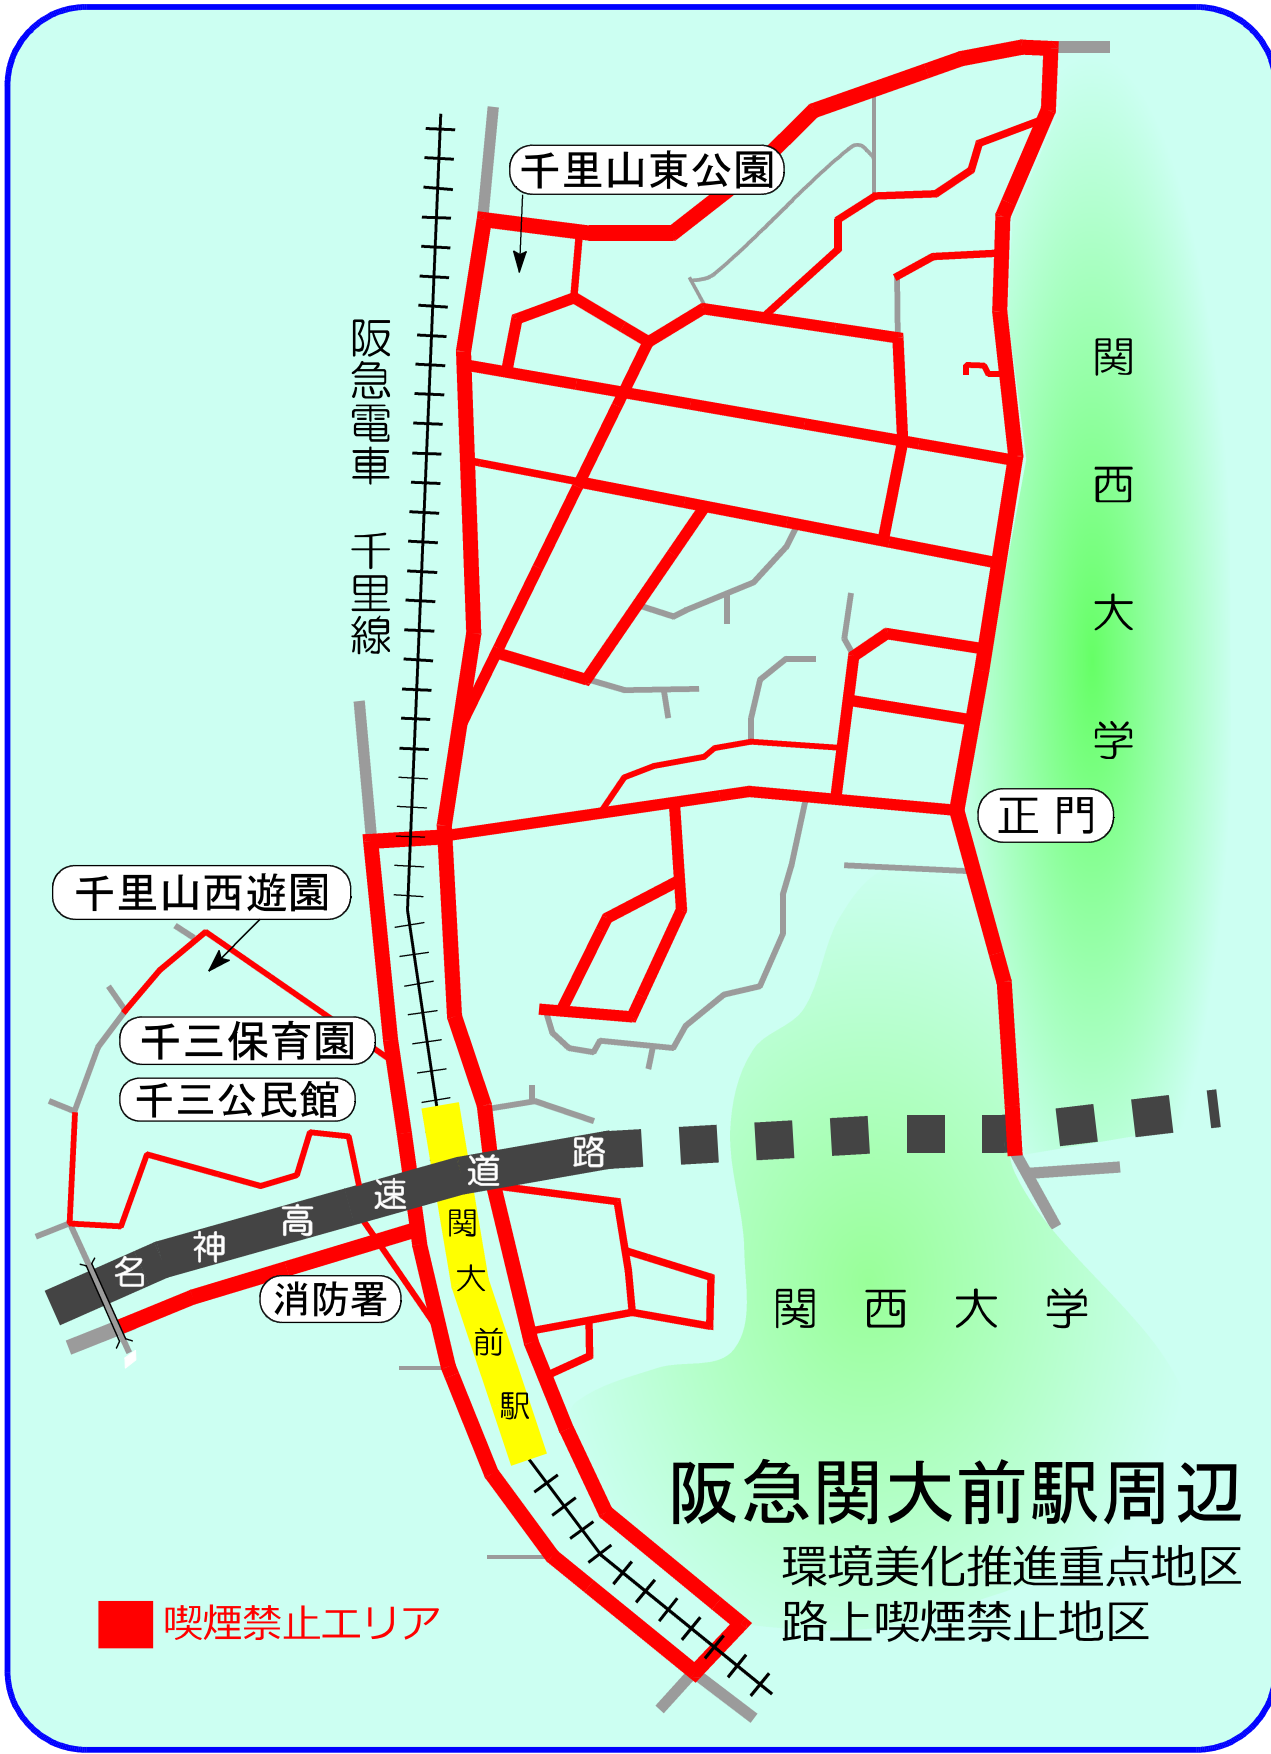 千里山東公園
阪急電車 千里線
関西大学
正門
千里山西遊園
千三保育園
千三公民館
名神高速道路
関大前駅
消防署
関西大学
阪急関大前駅周辺
環境美化推進重点地区
路上喫煙禁止地区
喫煙禁止エリア